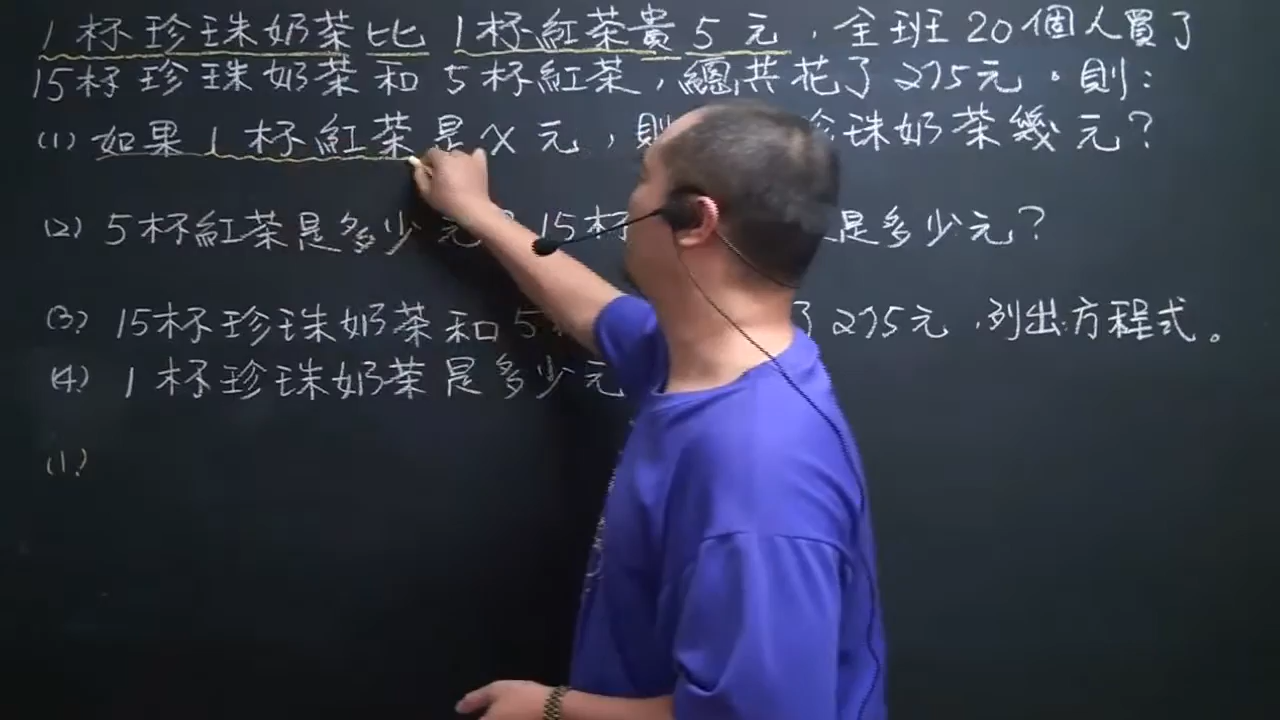 1杯珍珠奶茶比1杯紅茶貴5元,全班20個人買了
15杯珍珠奶茶和5杯紅茶,總共花了275元。則:
(1) 如果1杯紅茶是x元,則 珍珠奶茶幾元?
(2) 5杯紅茶是多少元 15杯 是多少元?
(3) 15杯珍珠奶茶和5 了275元,列出方程式。
(4) 1杯珍珠奶茶是多少元
(1)